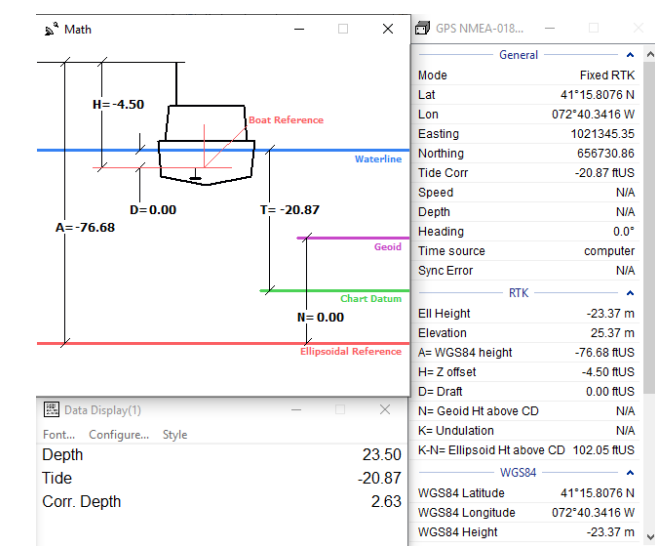 Math
H= -4.50
Boat Reference
Waterline
D= 0.00
T= -20.87
A= -76.68
Geoid
Chart Datum
N= 0.00
Ellipsoidal Reference
Data Display(1)
Font... Configure... Style
Depth 23.50
Tide -20.87
Corr. Depth 2.63
GPS NMEA-018...
General
Mode Fixed RTK
Lat 41°15.8076 N
Lon 072°40.3416 W
Easting 1021345.35
Northing 656730.86
Tide Corr -20.87 ftUS
Speed N/A
Depth N/A
Heading 0.0°
Time source computer
Sync Error N/A
RTK
Ell Height -23.37 m
Elevation 25.37 m
A= WGS84 height -76.68 ftUS
H= Z offset -4.50 ftUS
D= Draft 0.00 ftUS
N= Geoid Ht above CD N/A
K= Undulation N/A
K-N= Ellipsoid Ht above CD 102.05 ftUS
WGS84
WGS84 Latitude 41°15.8076 N
WGS84 Longitude 072°40.3416 W
WGS84 Height -23.37 m